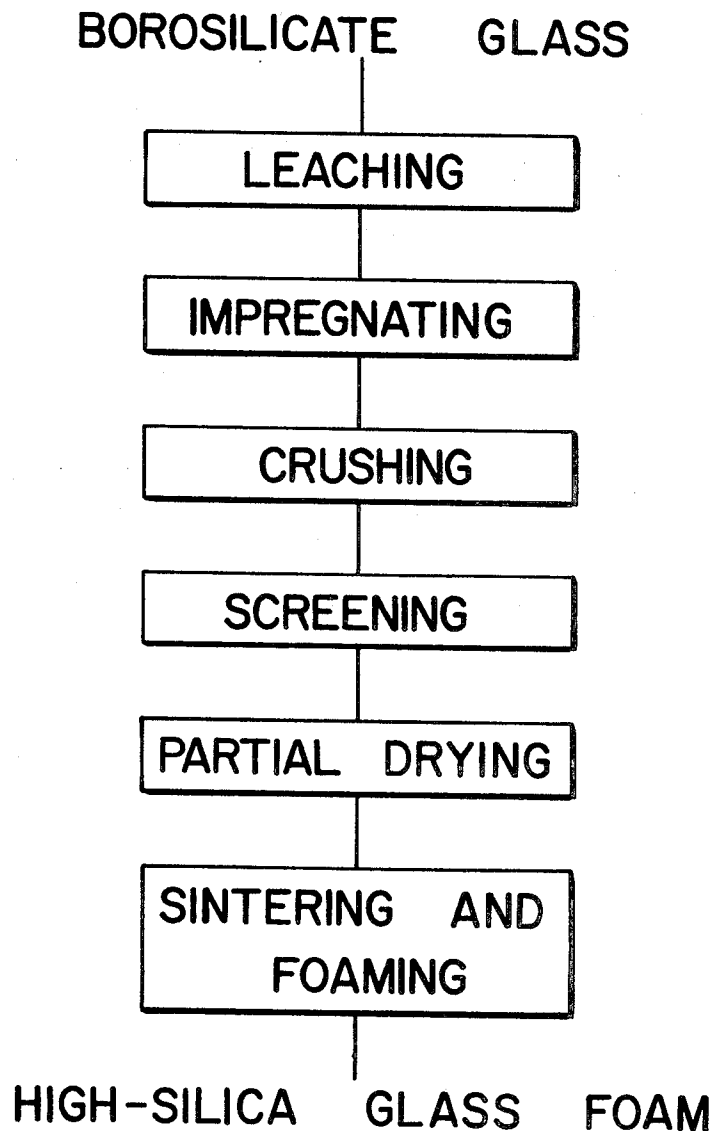 BOROSILICATE GLASS
LEACHING
IMPREGNATING
CRUSHING
SCREENING
PARTIAL DRYING
SINTERING AND
FOAMING
HIGH-SILICA GLASS FOAM